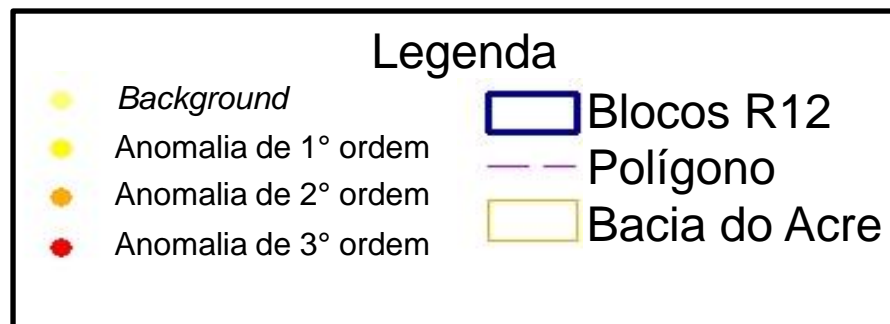 Legenda
Background
Anomalia de 1° ordem
Anomalia de 2° ordem
Anomalia de 3° ordem
Blocos R12
Polígono
Bacia do Acre